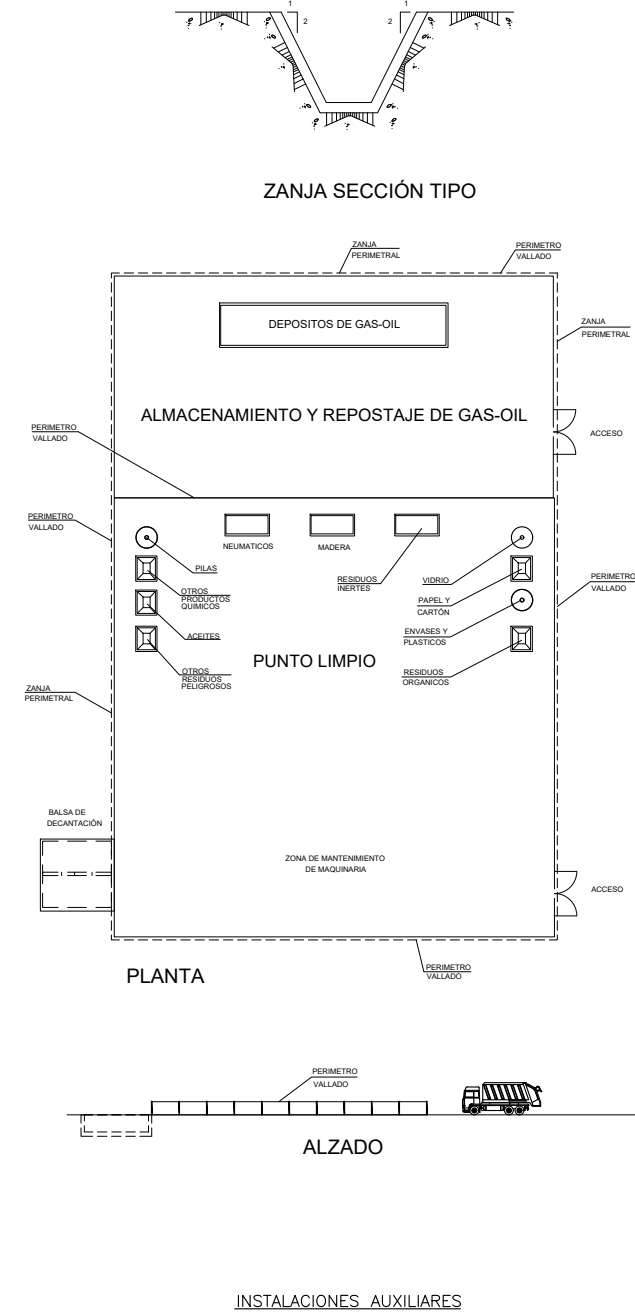 1
2
1
2
ZANJA SECCIÓN TIPO
ZANJA
PERIMETRAL
PERIMETRO
VALLADO
DEPOSITOS DE GAS-OIL
ZANJA
PERIMETRAL
ALMACENAMIENTO Y REPOSTAJE DE GAS-OIL
PERIMETRO
VALLADO
ACCESO
PERIMETRO
VALLADO
NEUMATICOS
MADERA
RESIDUOS
INERTES
PILAS
OTROS
PRODUCTOS
QUIMICOS
ACEITES
OTROS
RESIDUOS
PELIGROSOS
VIDRIO
PAPEL Y
CARTÓN
ENVASES Y
PLASTICOS
RESIDUOS
ORGANICOS
PERIMETRO
VALLADO
PUNTO LIMPIO
ZANJA
PERIMETRAL
BALSA DE
DECANTACIÓN
ZONA DE MANTENIMIENTO
DE MAQUINARIA
ACCESO
PERIMETRO
VALLADO
PLANTA
PERIMETRO
VALLADO
ALZADO
INSTALACIONES AUXILIARES